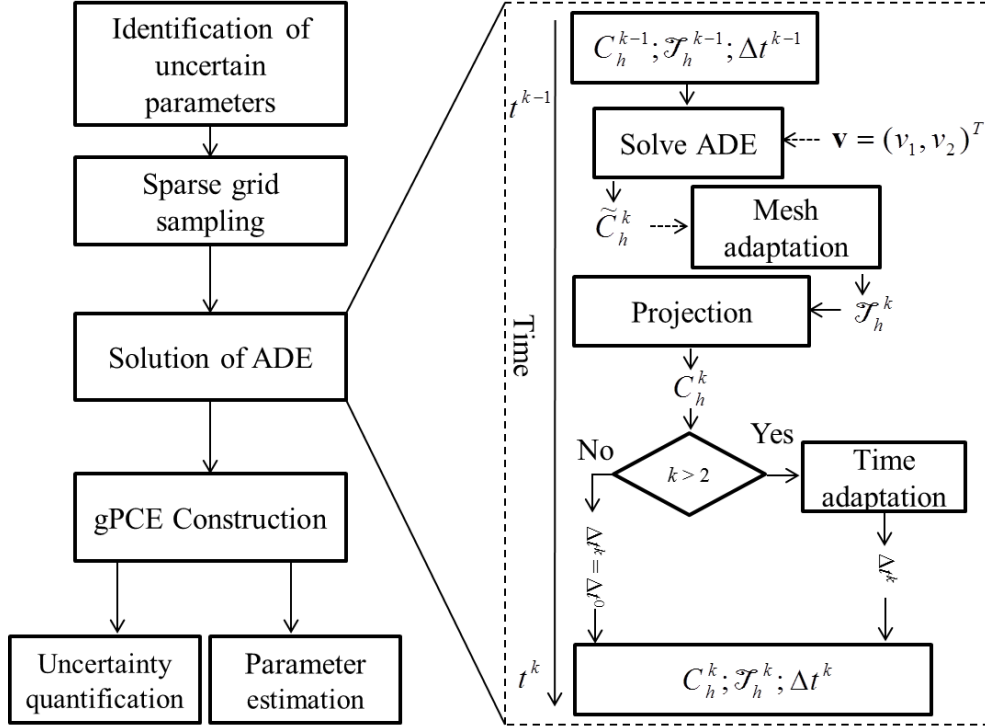 Identification of
uncertain
parameters
Sparse grid
sampling
Solution of ADE
gPCE Construction
Uncertainty
quantification
Parameter
estimation
Time
t^{k-1}
t^k
C_h^{k-1}; 𝒯_h^{k-1}; Δt^{k-1}
Solve ADE
v = (v_1, v_2)^T
C̃_h^k
Mesh
adaptation
Projection
𝒯_h^k
C_h^k
No
k > 2
Yes
Time
adaptation
Δt^k = Δt^0
Δt^k
C_h^k; 𝒯_h^k; Δt^k